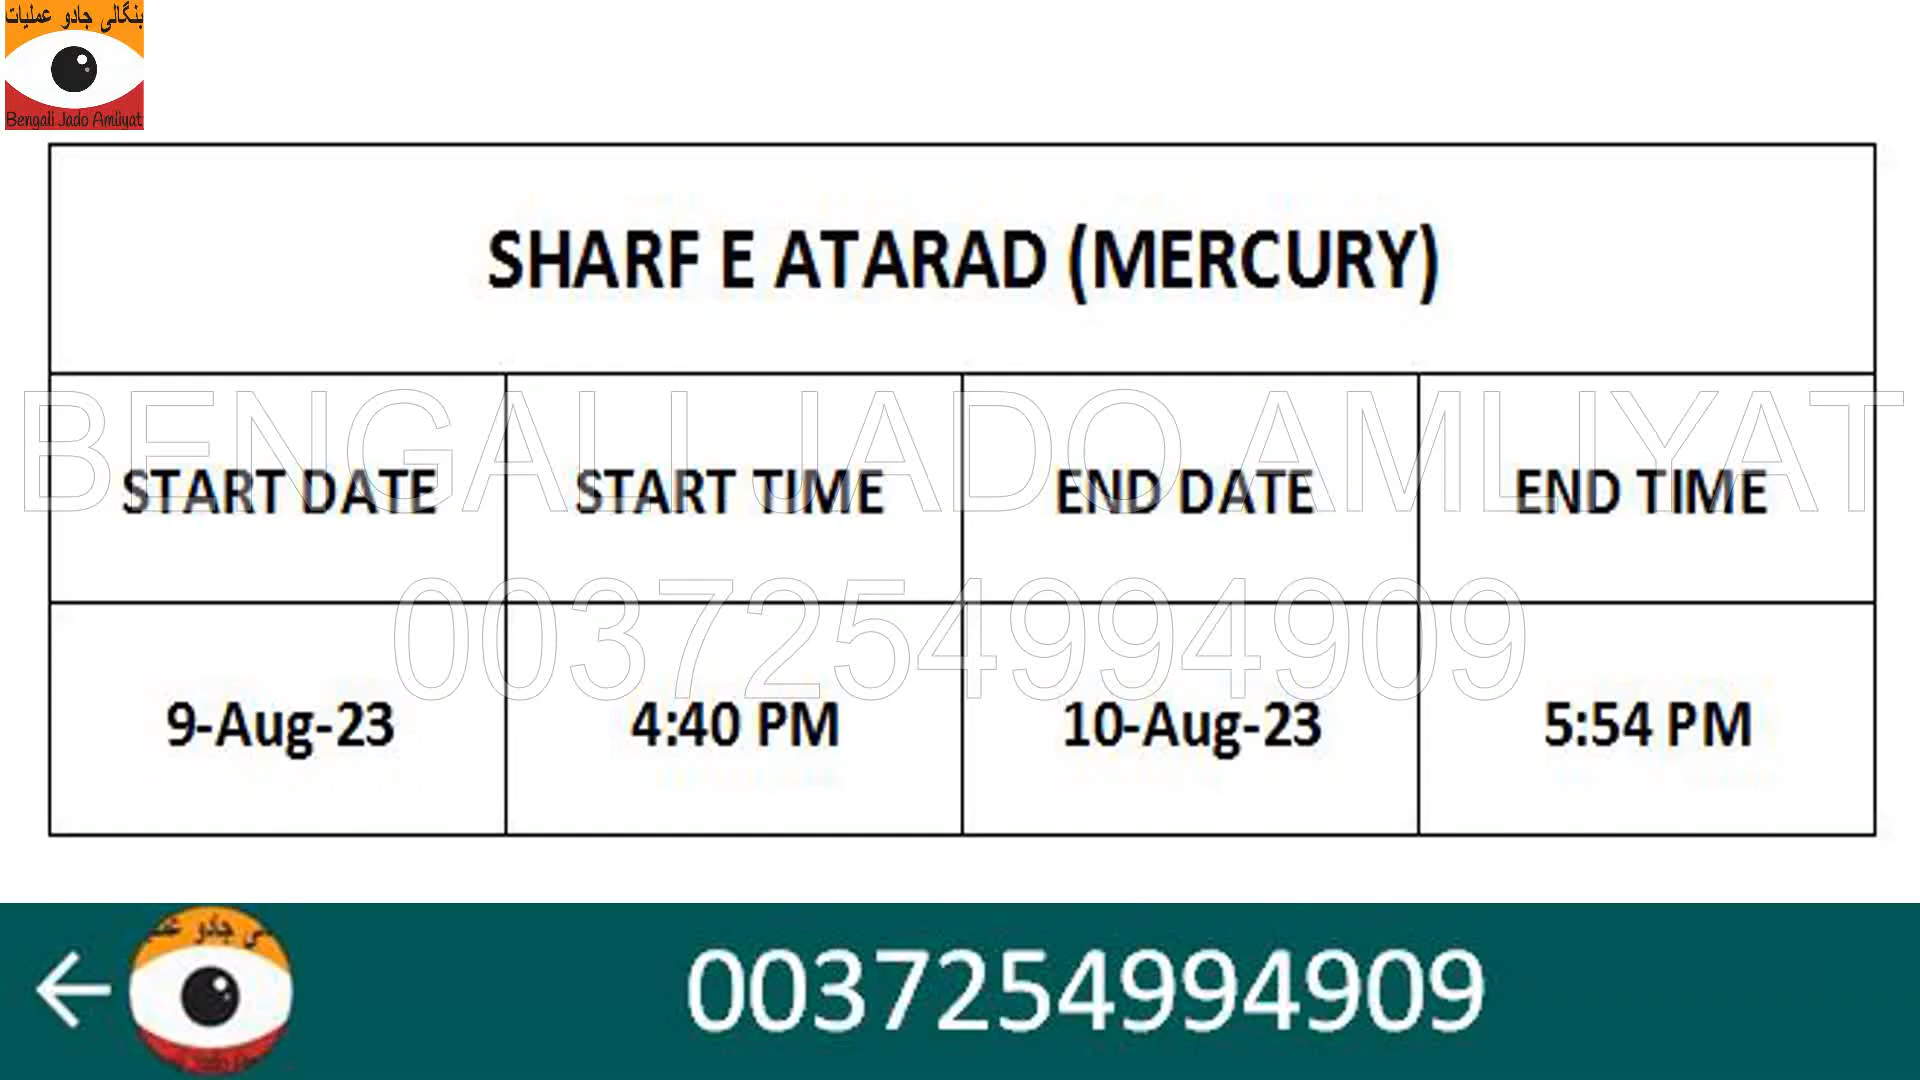 بنگالی جادو عملیات
Bengali Jado Amliyat
SHARF E ATARAD (MERCURY)
BENGALI JADO AMLIYAT
START DATE START TIME END DATE END TIME
0037254994909
9-Aug-23 4:40 PM 10-Aug-23 5:54 PM
جادو
0037254994909